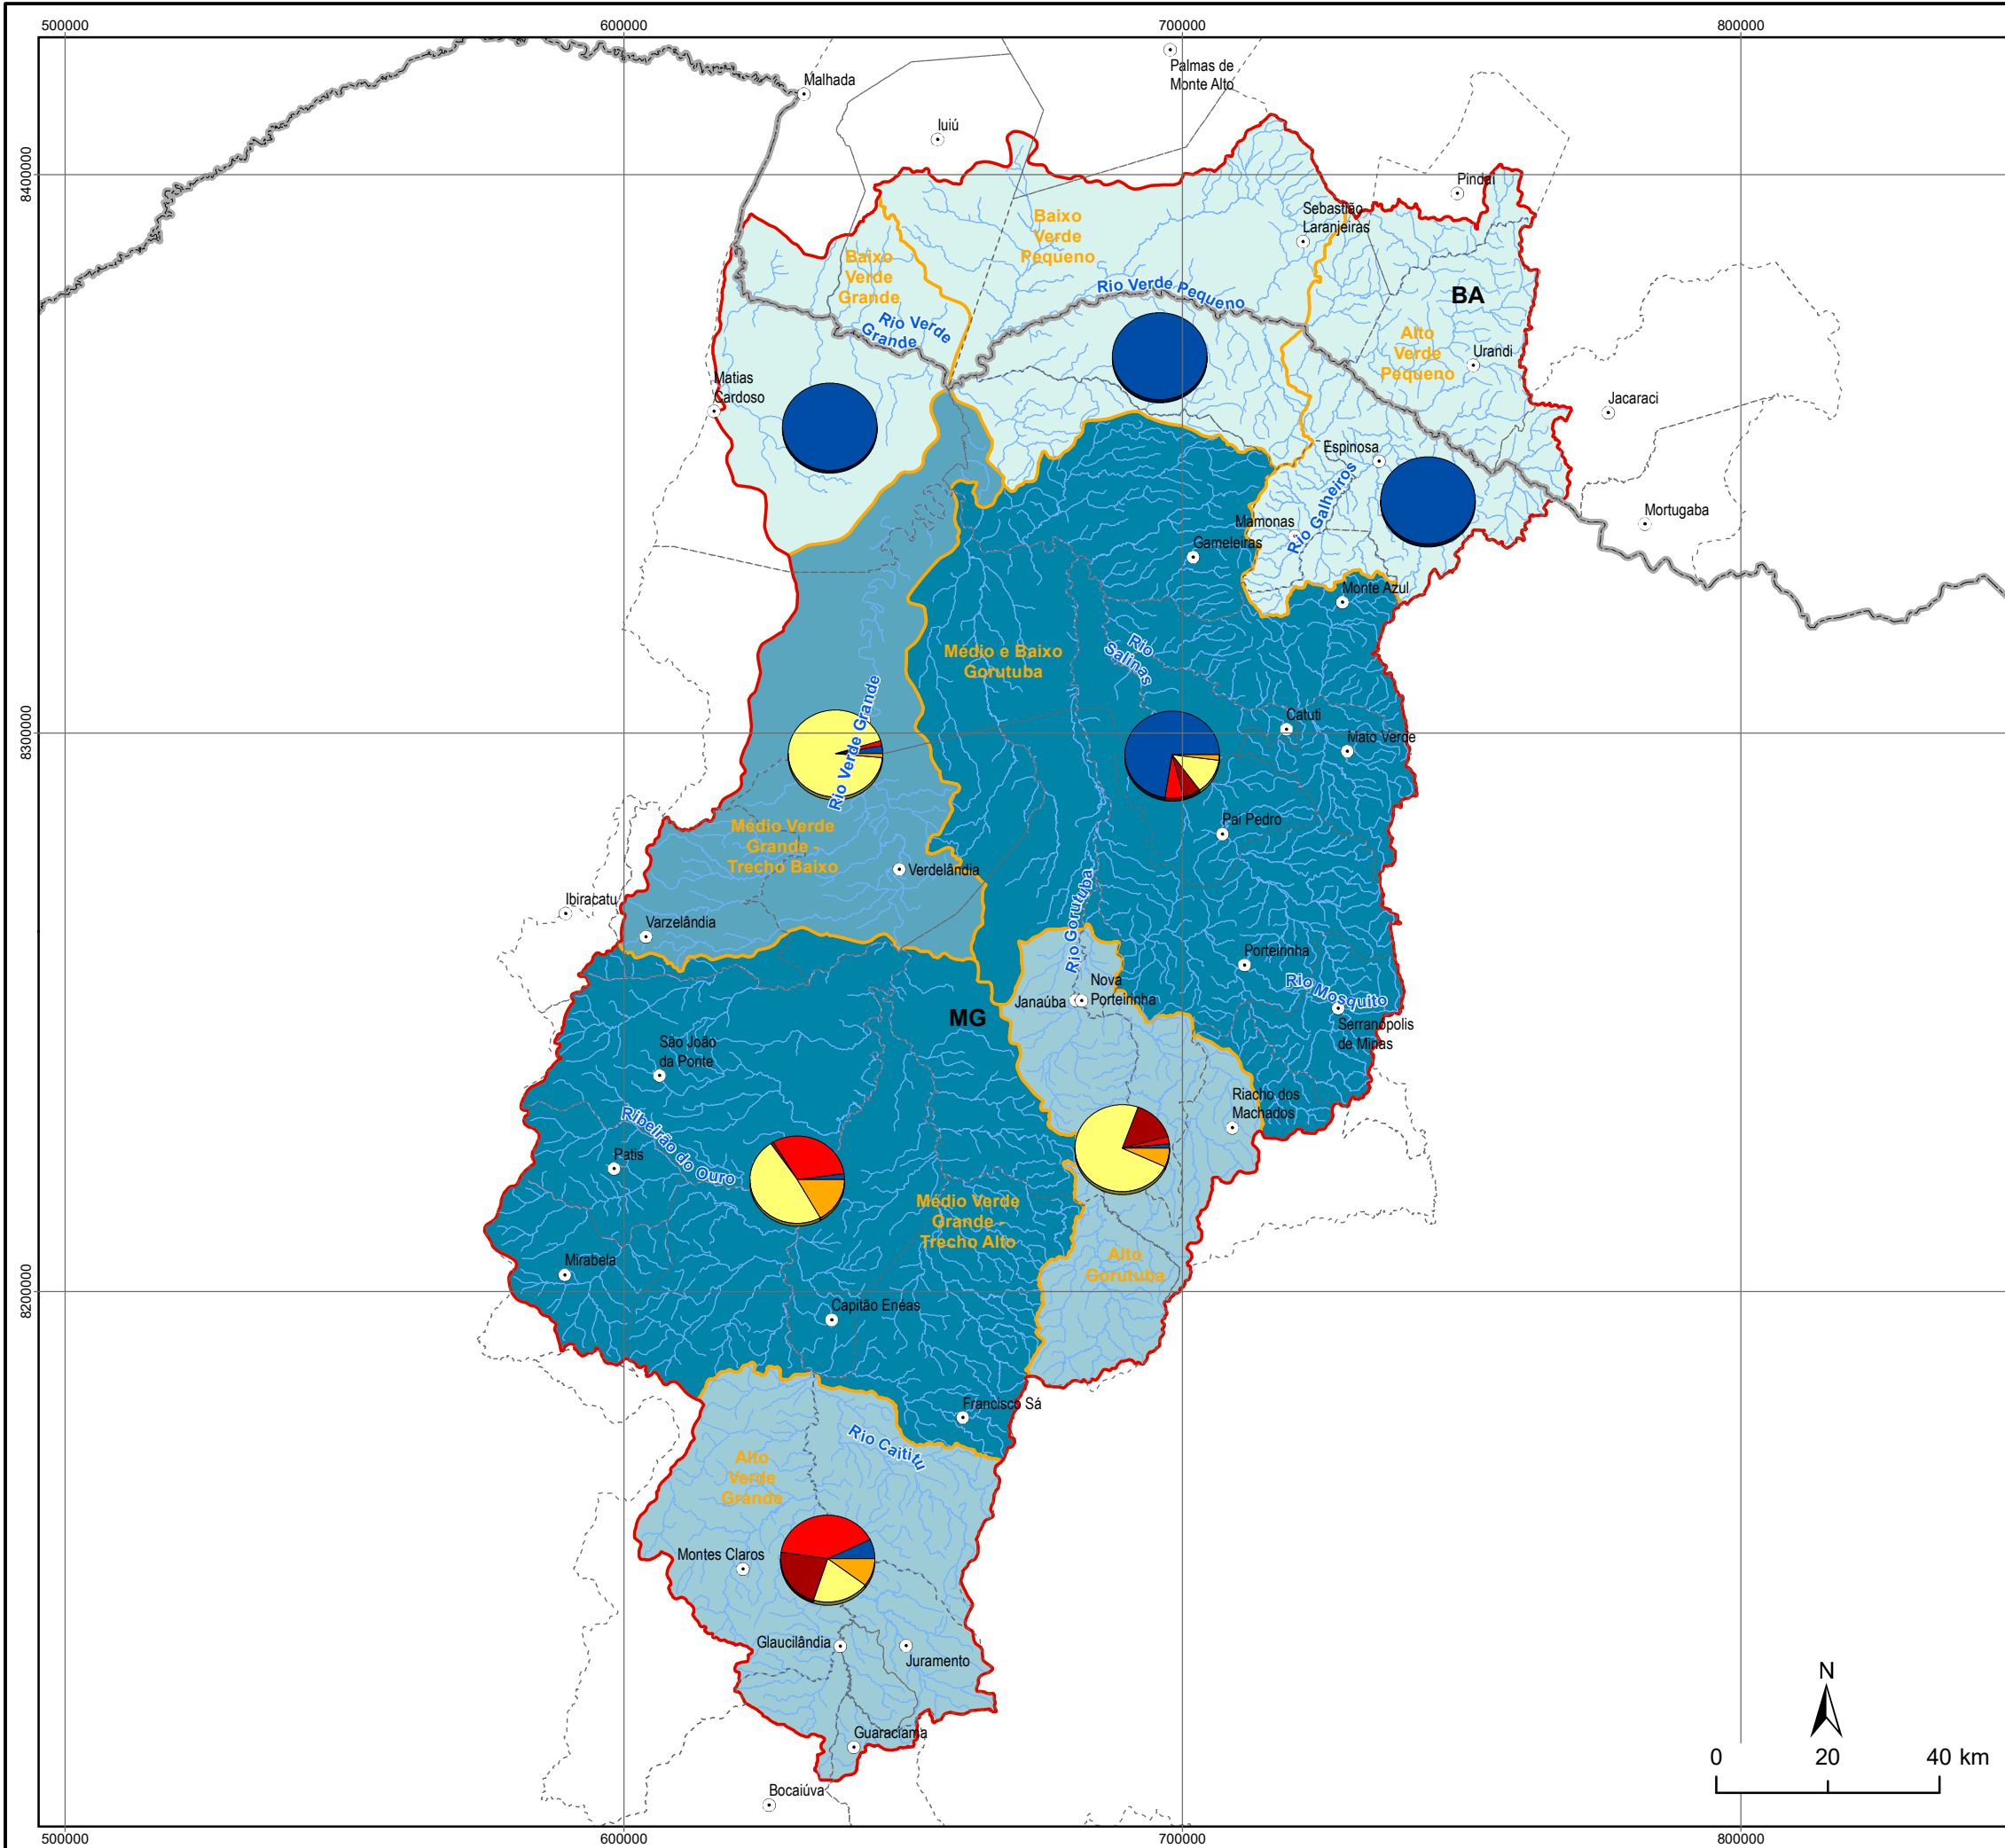 500000
600000
700000
800000
8400000
8300000
8200000
Malhada
Palmas de
Monte Alto
Iuiú
Pindaí
Sebastião
Laranjeiras
Baixo
Verde
Pequeno
Baixo
Verde
Grande
Rio Verde Pequeno
BA
Rio Verde
Grande
Alto
Verde
Pequeno
Urandi
Matias
Cardoso
Jacaraci
Espinosa
Rio Galheiros
Mortugaba
Mamonas
Gameleiras
Monte Azul
Médio e Baixo
Gorutuba
Rio
Salinas
Rio Verde Grande
Catuti
Mato Verde
Pai Pedro
Médio Verde
Grande -
Trecho Baixo
Verdelândia
Ibiracatu
Varzelândia
Rio Gorutuba
Porteirinha
Rio Mosquito
Janaúba
Nova
Porteirinha
MG
Serranópolis
de Minas
São João
da Ponte
Riacho dos
Machados
Ribeirão do Ouro
Patis
Médio Verde
Grande -
Trecho Alto
Alto
Gorutuba
Mirabela
Capitão Enéas
Francisco Sá
Rio Caititu
Alto
Verde
Grande
Montes Claros
Glaucilândia
Juramento
Guaraciama
Bocaiúva
N
0
20
40 km
500000
600000
700000
800000